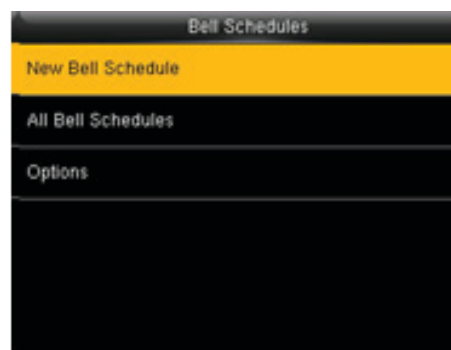 Bell Schedules
New Bell Schedule
All Bell Schedules
Options